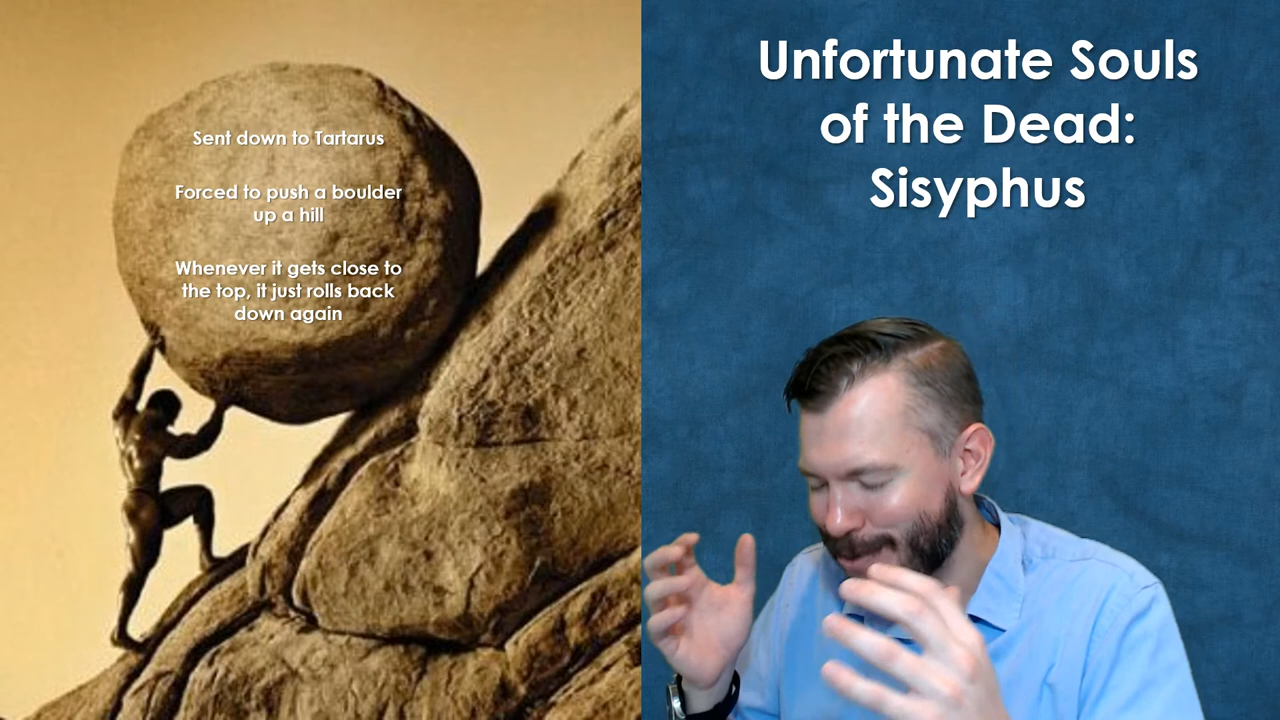 Sent down to Tartarus
Forced to push a boulder
up a hill
Whenever it gets close to
the top, it just rolls back
down again
Unfortunate Souls
of the Dead:
Sisyphus